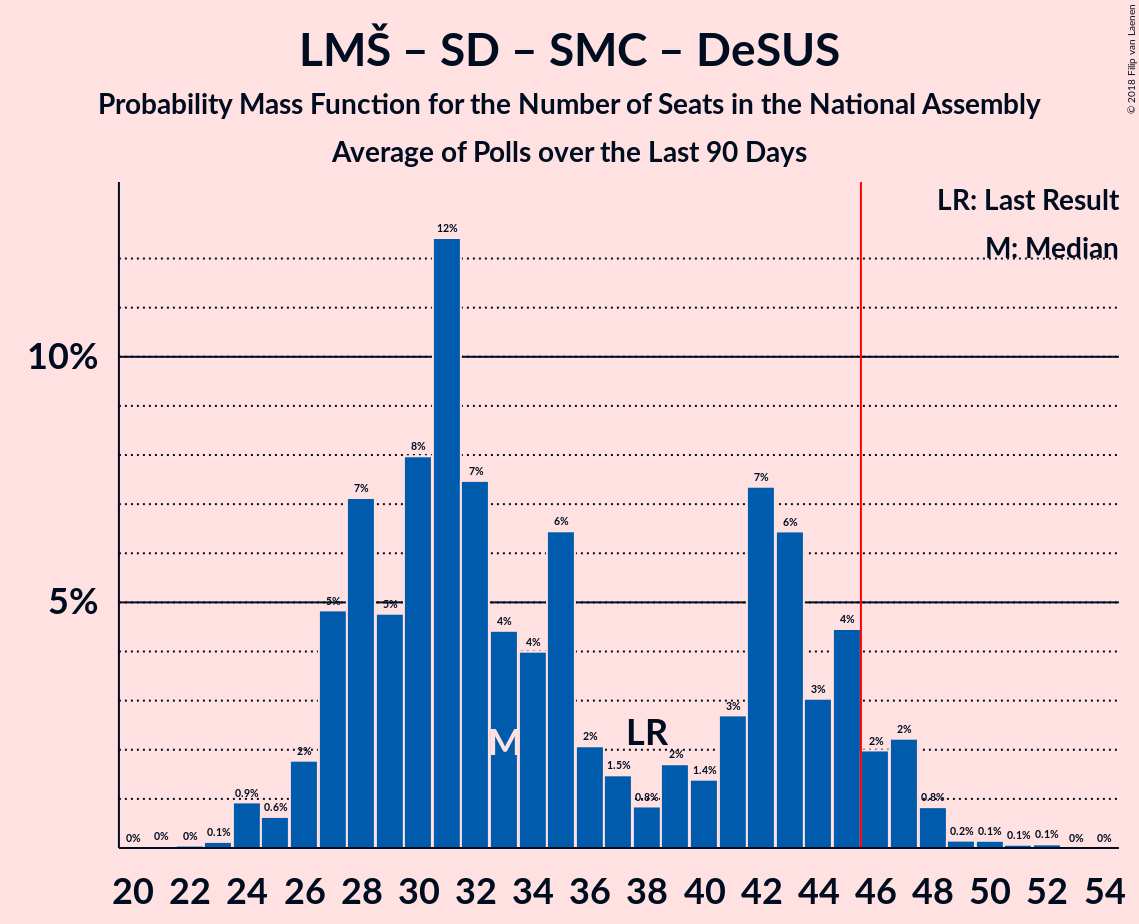 LMŠ – SD – SMC – DeSUS
Probability Mass Function for the Number of Seats in the National Assembly
Average of Polls over the Last 90 Days
© 2018 Filip van Laenen
LR: Last Result
M: Median
10%
5%
0% 0% 0% 0.1% 0.9% 0.6% 2% 5% 7% 5% 8% 12% 7% 4% 4% 6% 2% 1.5% 0.8% 2% 1.4% 3% 7% 6% 3% 4% 2% 2% 0.8% 0.2% 0.1% 0.1% 0.1% 0% 0%
M
LR
20 22 24 26 28 30 32 34 36 38 40 42 44 46 48 50 52 54